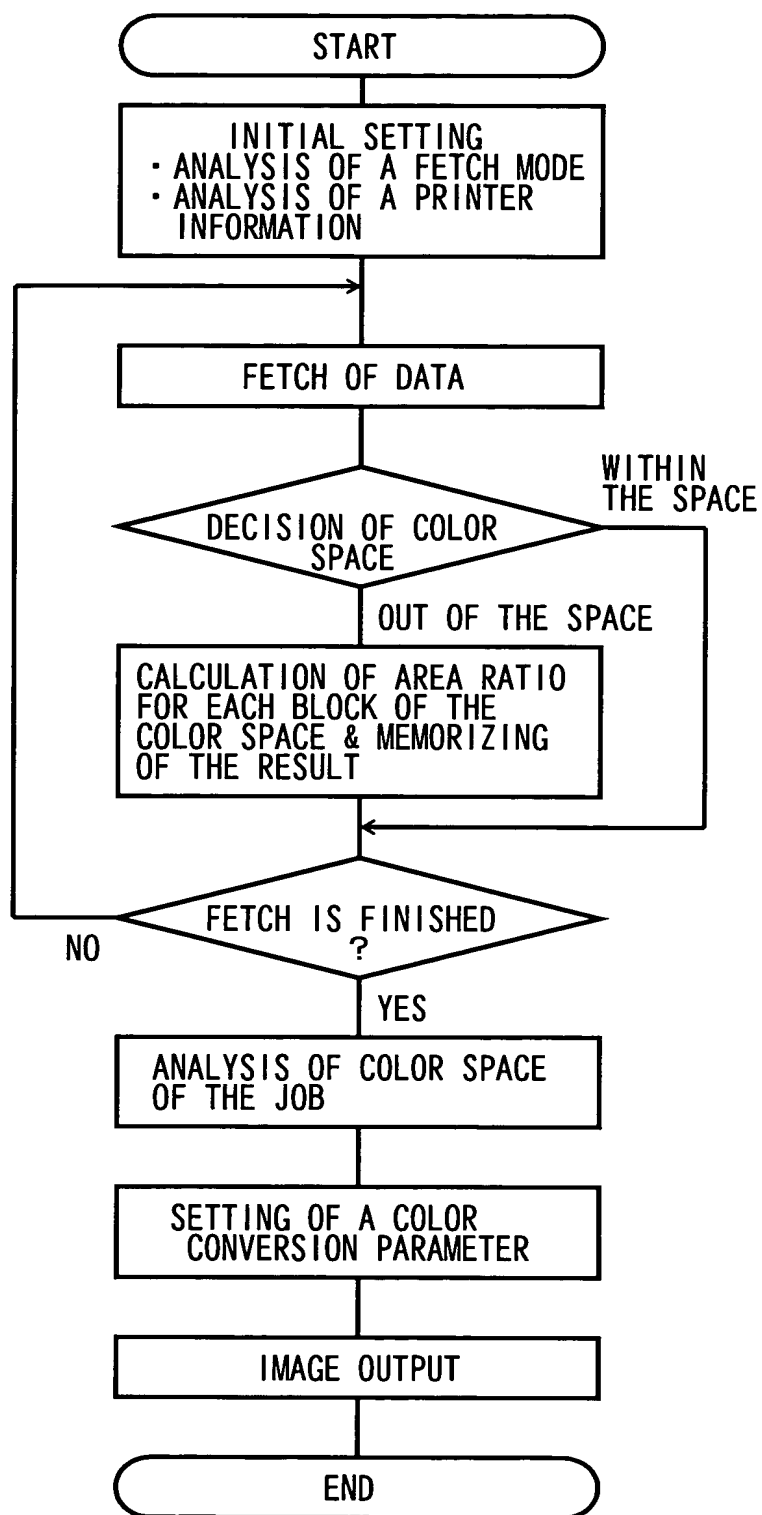 START
INITIAL SETTING
· ANALYSIS OF A FETCH MODE
· ANALYSIS OF A PRINTER
INFORMATION
FETCH OF DATA
WITHIN
THE SPACE
DECISION OF COLOR
SPACE
OUT OF THE SPACE
CALCULATION OF AREA RATIO
FOR EACH BLOCK OF THE
COLOR SPACE & MEMORIZING
OF THE RESULT
FETCH IS FINISHED
?
NO
YES
ANALYSIS OF COLOR SPACE
OF THE JOB
SETTING OF A COLOR
CONVERSION PARAMETER
IMAGE OUTPUT
END